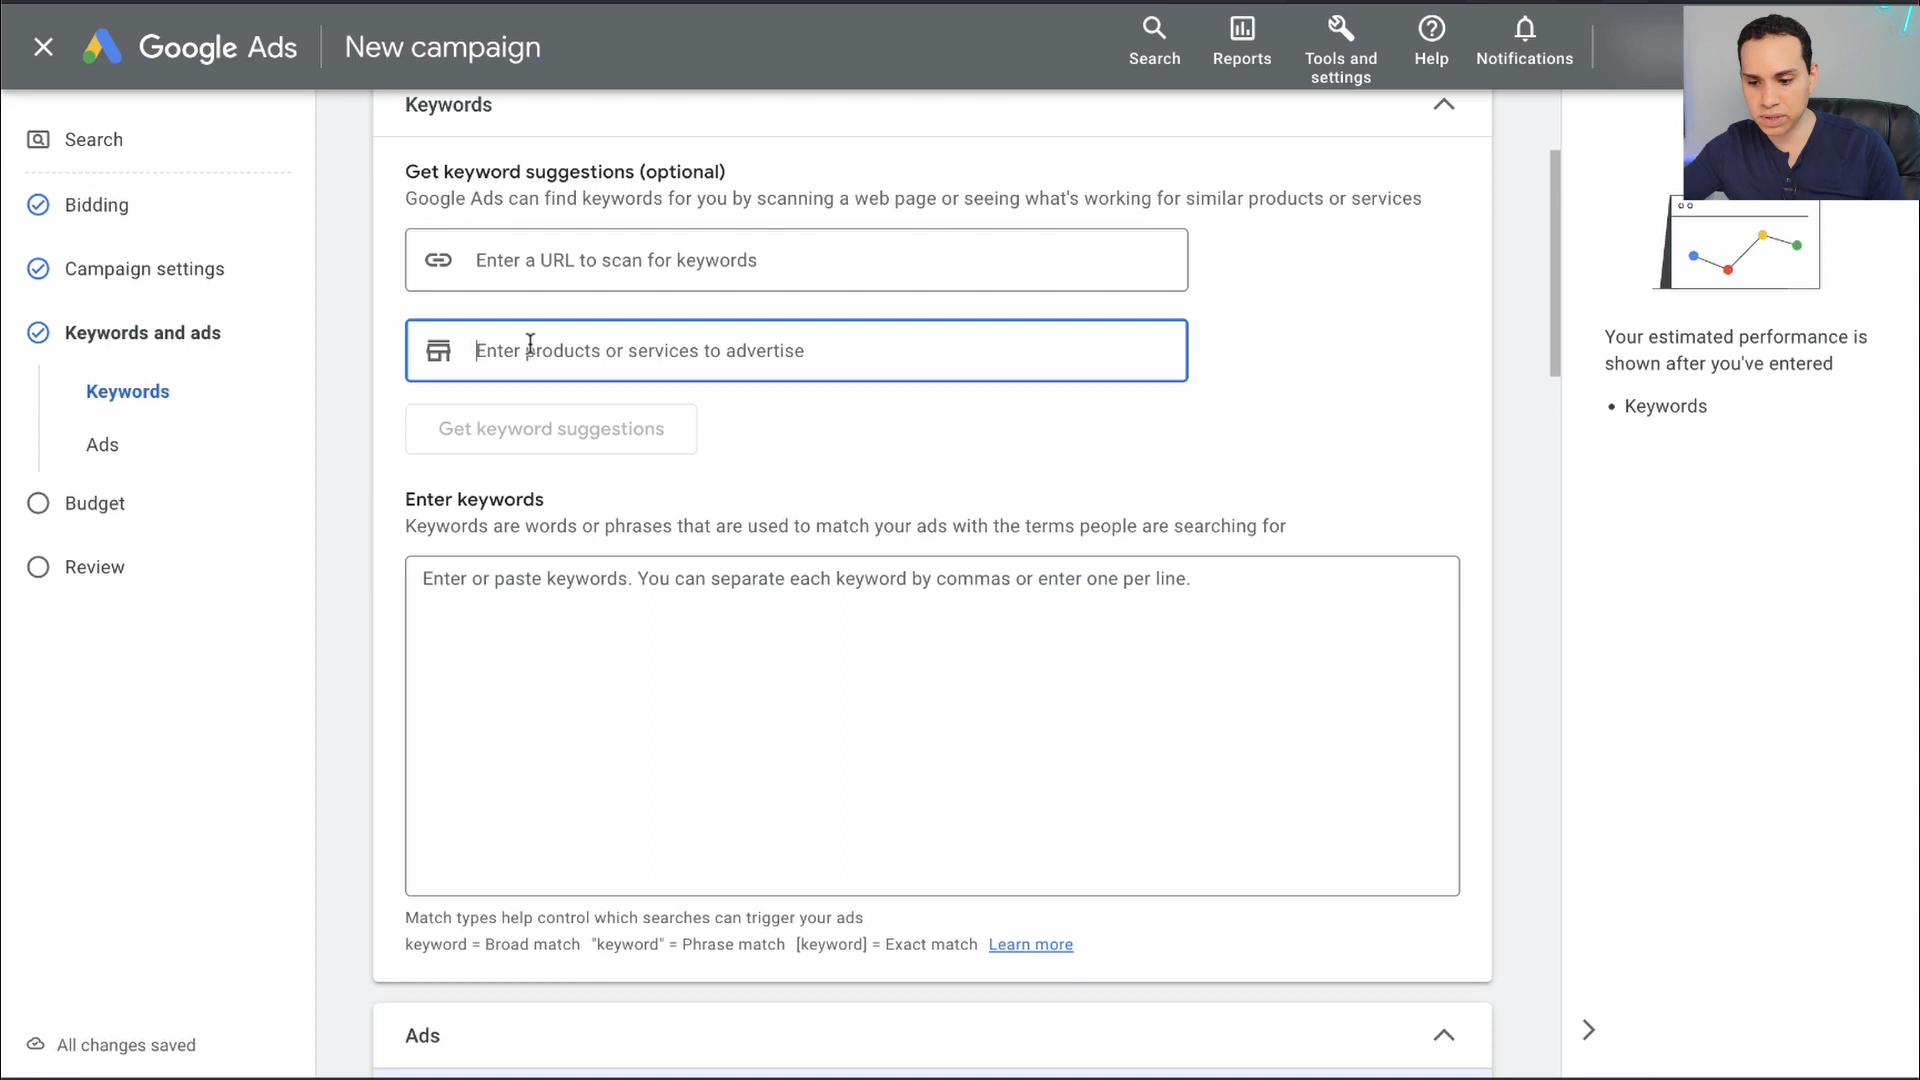 Google Ads
New campaign
Search
Reports
Tools and
settings
Help
Notifications
Search
Bidding
Campaign settings
Keywords and ads
Keywords
Ads
Budget
Review
All changes saved
Keywords
Get keyword suggestions (optional)
Google Ads can find keywords for you by scanning a web page or seeing what's working for similar products or services
Enter a URL to scan for keywords
Enter products or services to advertise
Get keyword suggestions
Enter keywords
Keywords are words or phrases that are used to match your ads with the terms people are searching for
Enter or paste keywords. You can separate each keyword by commas or enter one per line.
Match types help control which searches can trigger your ads
keyword = Broad match "keyword" = Phrase match [keyword] = Exact match Learn more
Ads
Your estimated performance is
shown after you've entered
• Keywords